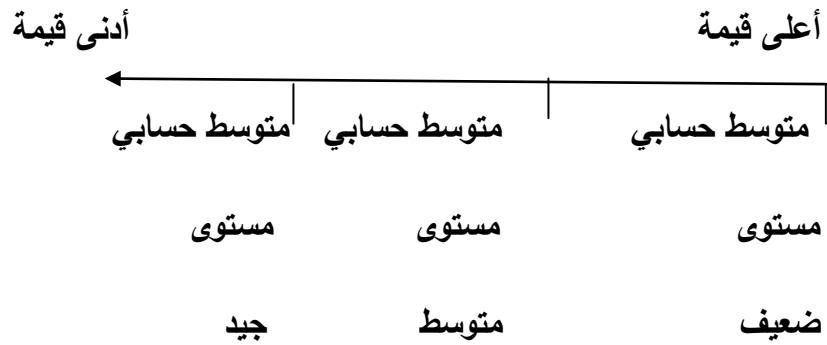 أعلى قيمة أدنى قيمة
متوسط حسابي متوسط حسابي متوسط حسابي
مستوى مستوى مستوى
ضعيف متوسط جيد